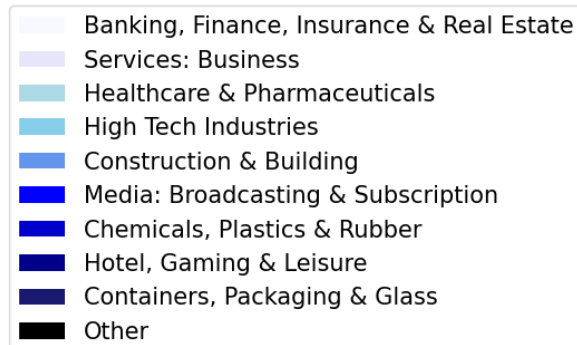 Banking, Finance, Insurance & Real Estate
Services: Business
Healthcare & Pharmaceuticals
High Tech Industries
Construction & Building
Media: Broadcasting & Subscription
Chemicals, Plastics & Rubber
Hotel, Gaming & Leisure
Containers, Packaging & Glass
Other